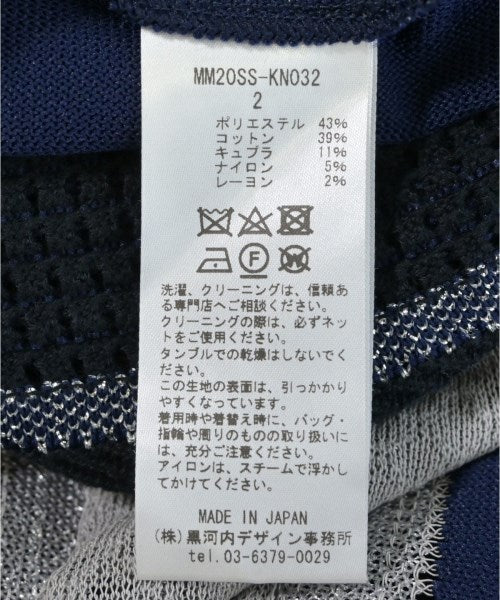 MM20SS-KN032
2
ポリエステル 43%
コットン 39%
キュプラ 11%
ナイロン 5%
レーヨン 2%
F
W
洗濯、クリーニングは、信頼あ
る専門店へご相談ください。
クリーニングの際は、必ずネッ
トをご使用ください。
タンブルでの乾燥はしないでく
ださい。
この生地の表面は、引っかかり
やすくなっています。
着用時や着替え時に、バッグ・
指輪や周りのものの取り扱いに
は、充分ご注意ください。
アイロンは、スチームで浮かし
てかけてください。
MADE IN JAPAN
(株)黒河内デザイン事務所
tel.03-6379-0029